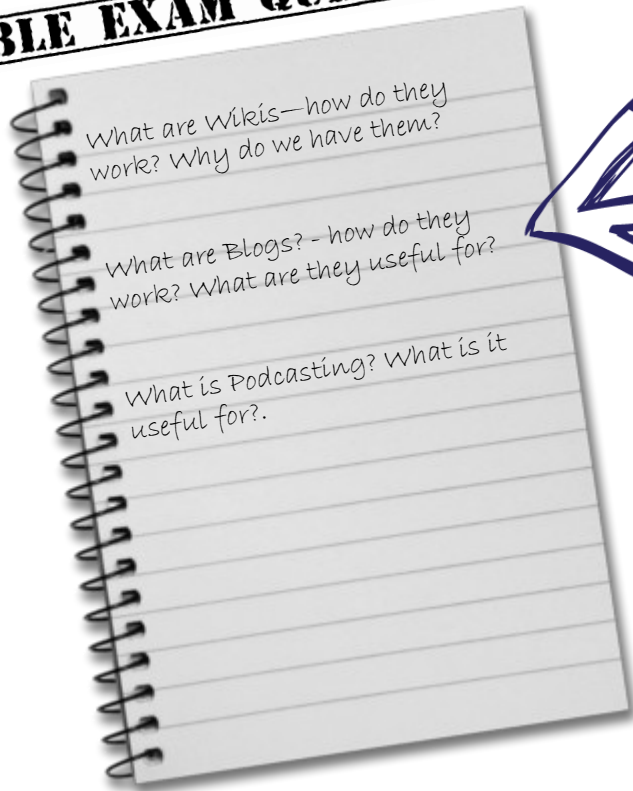 BLE EXAM
What are Wikis—how do they
work? Why do we have them?
What are Blogs? - how do they
work? What are they useful for?
What is Podcasting? What is it
useful for?.